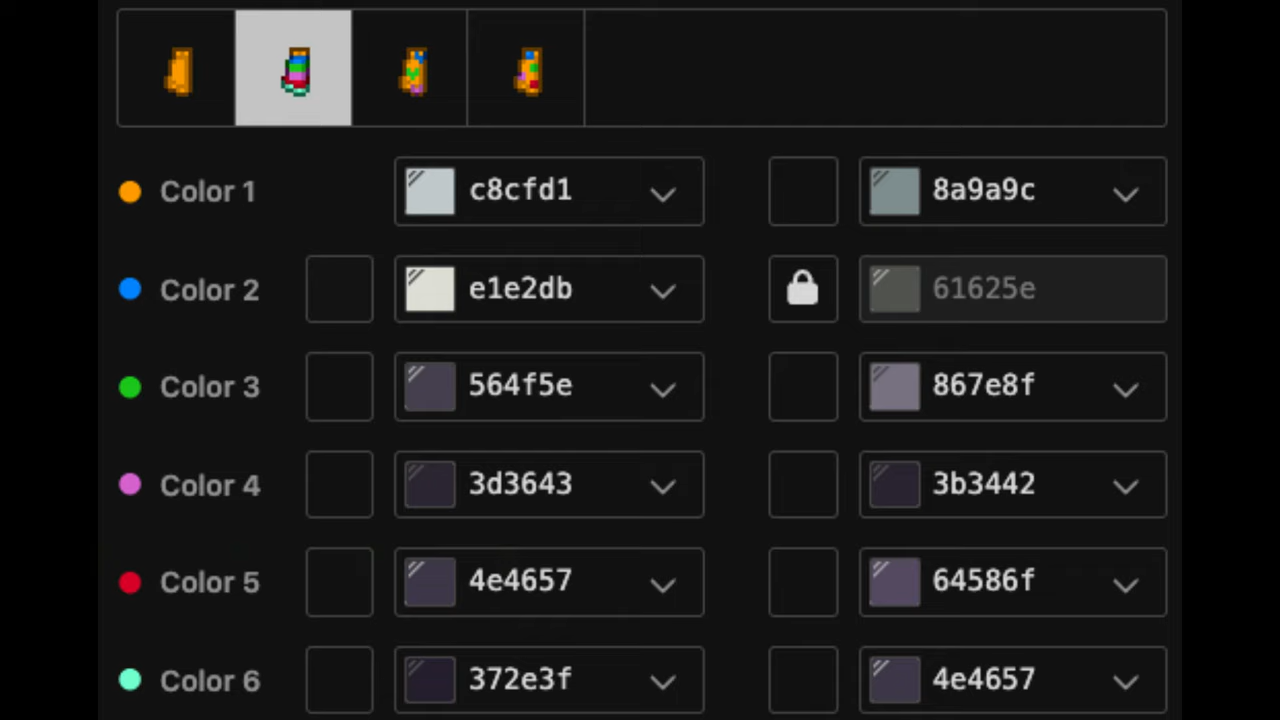 Color 1 c8cfd1 8a9a9c
Color 2 e1e2db 61625e
Color 3 564f5e 867e8f
Color 4 3d3643 3b3442
Color 5 4e4657 64586f
Color 6 372e3f 4e4657